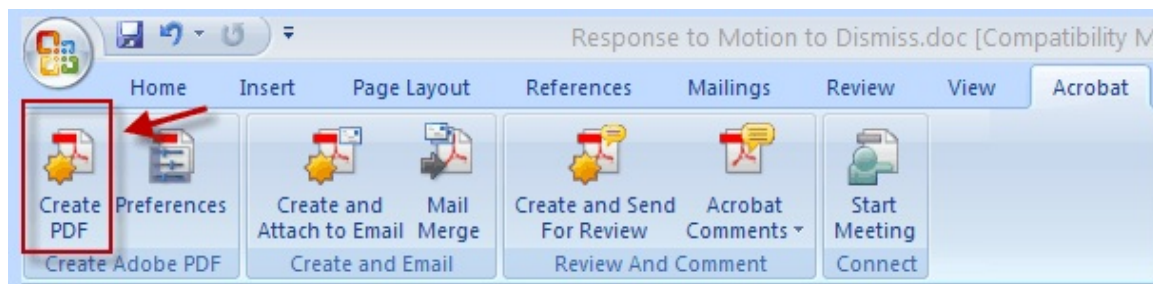 Response to Motion to Dismiss.doc [Compatibility M
Home Insert Page Layout References Mailings Review View Acrobat
Create Preferences Create and Mail Create and Send Acrobat Start
PDF Attach to Email Merge For Review Comments Meeting
Create Adobe PDF Create and Email Review And Comment Connect